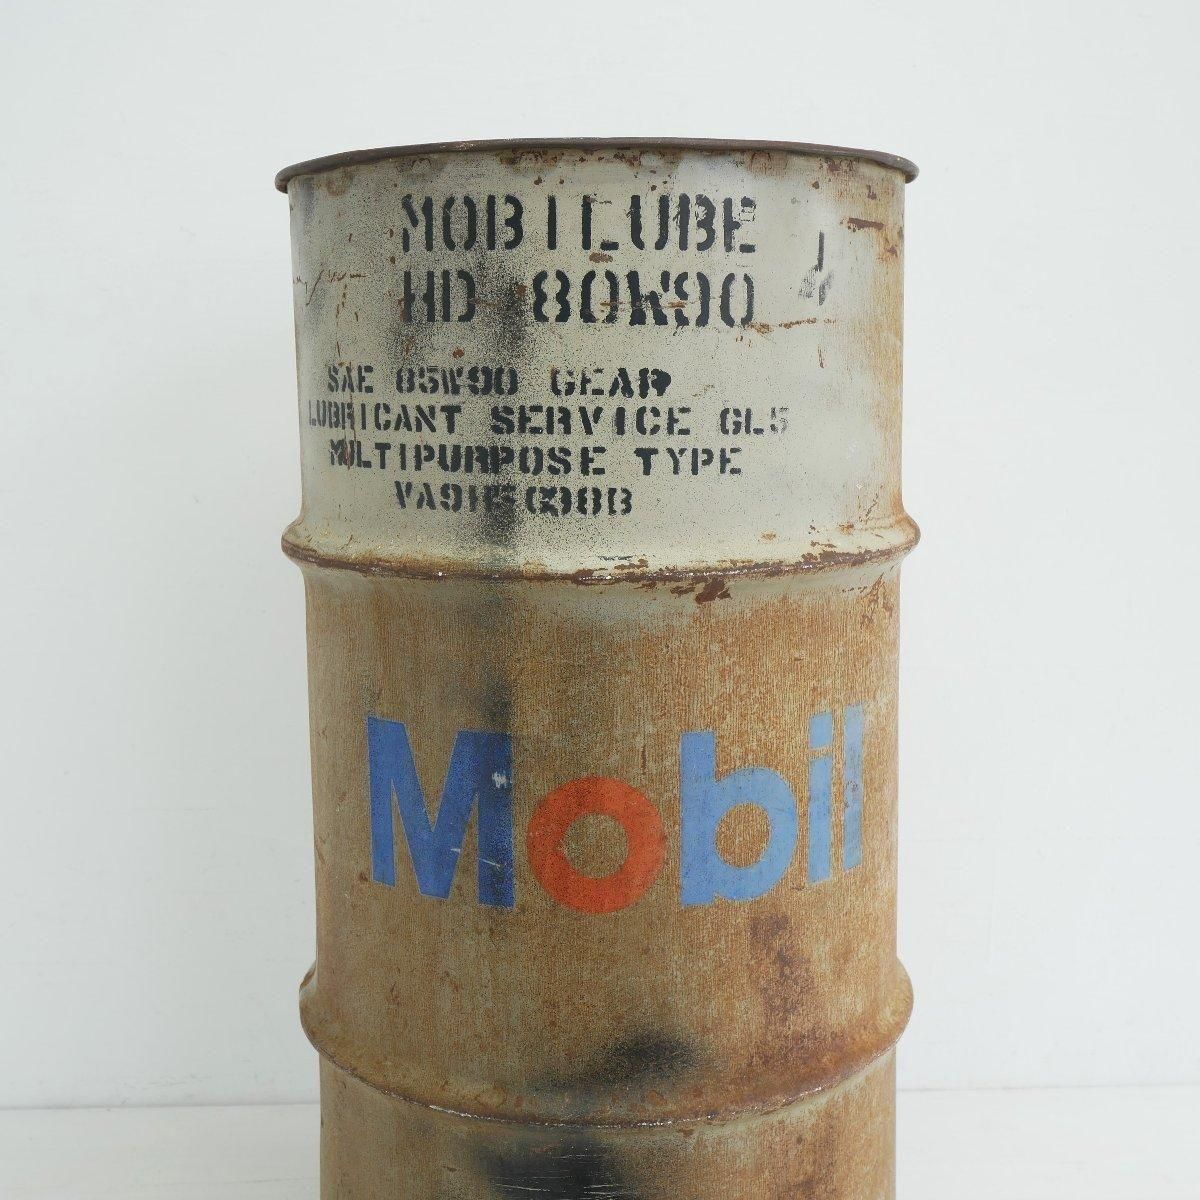 MOBILUBE
HD 80W90
SAE 85W90 GEAR
LUBRICANT SERVICE GL5
MULTIPURPOSE TYPE
Mobil